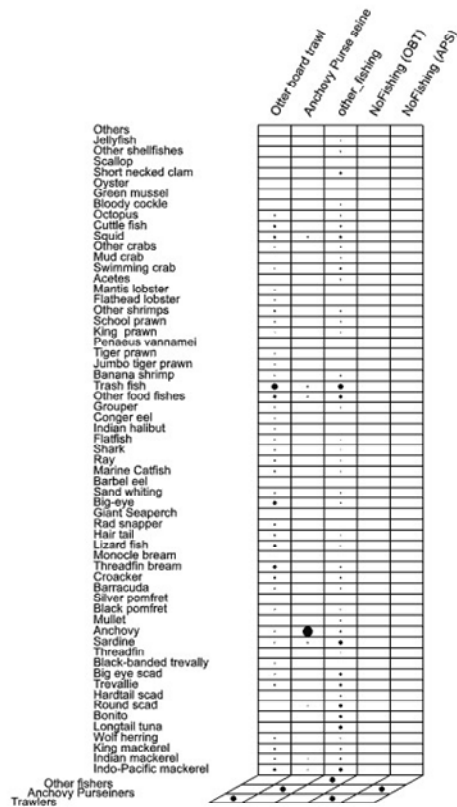 Otter board trawl
Anchovy Purse seine
other_fishing
NoFishing (OBT)
NoFishing (APS)
Others
Jellyfish
Other shellfishes
Scallop
Short necked clam
Oyster
Green mussel
Bloody cockle
Octopus
Cuttle fish
Squid
Other crabs
Mud crab
Swimming crab
Acetes
Mantis lobster
Flathead lobster
Other shrimps
School prawn
King prawn
Penaeus vannamei
Tiger prawn
Jumbo tiger prawn
Banana shrimp
Trash fish
Other food fishes
Grouper
Conger eel
Indian halibut
Flatfish
Shark
Ray
Marine Catfish
Barbel eel
Sand whiting
Big-eye
Giant Seaperch
Rad snapper
Hair tail
Lizard fish
Monocle bream
Threadfin bream
Croacker
Barracuda
Silver pomfret
Black pomfret
Mullet
Anchovy
Sardine
Threadfin
Black-banded trevally
Big eye scad
Trevallie
Hardtail scad
Round scad
Bonito
Longtail tuna
Wolf herring
King mackerel
Indian mackerel
Indo-Pacific mackerel
Other fishers
Anchovy Purseiners
Trawlers